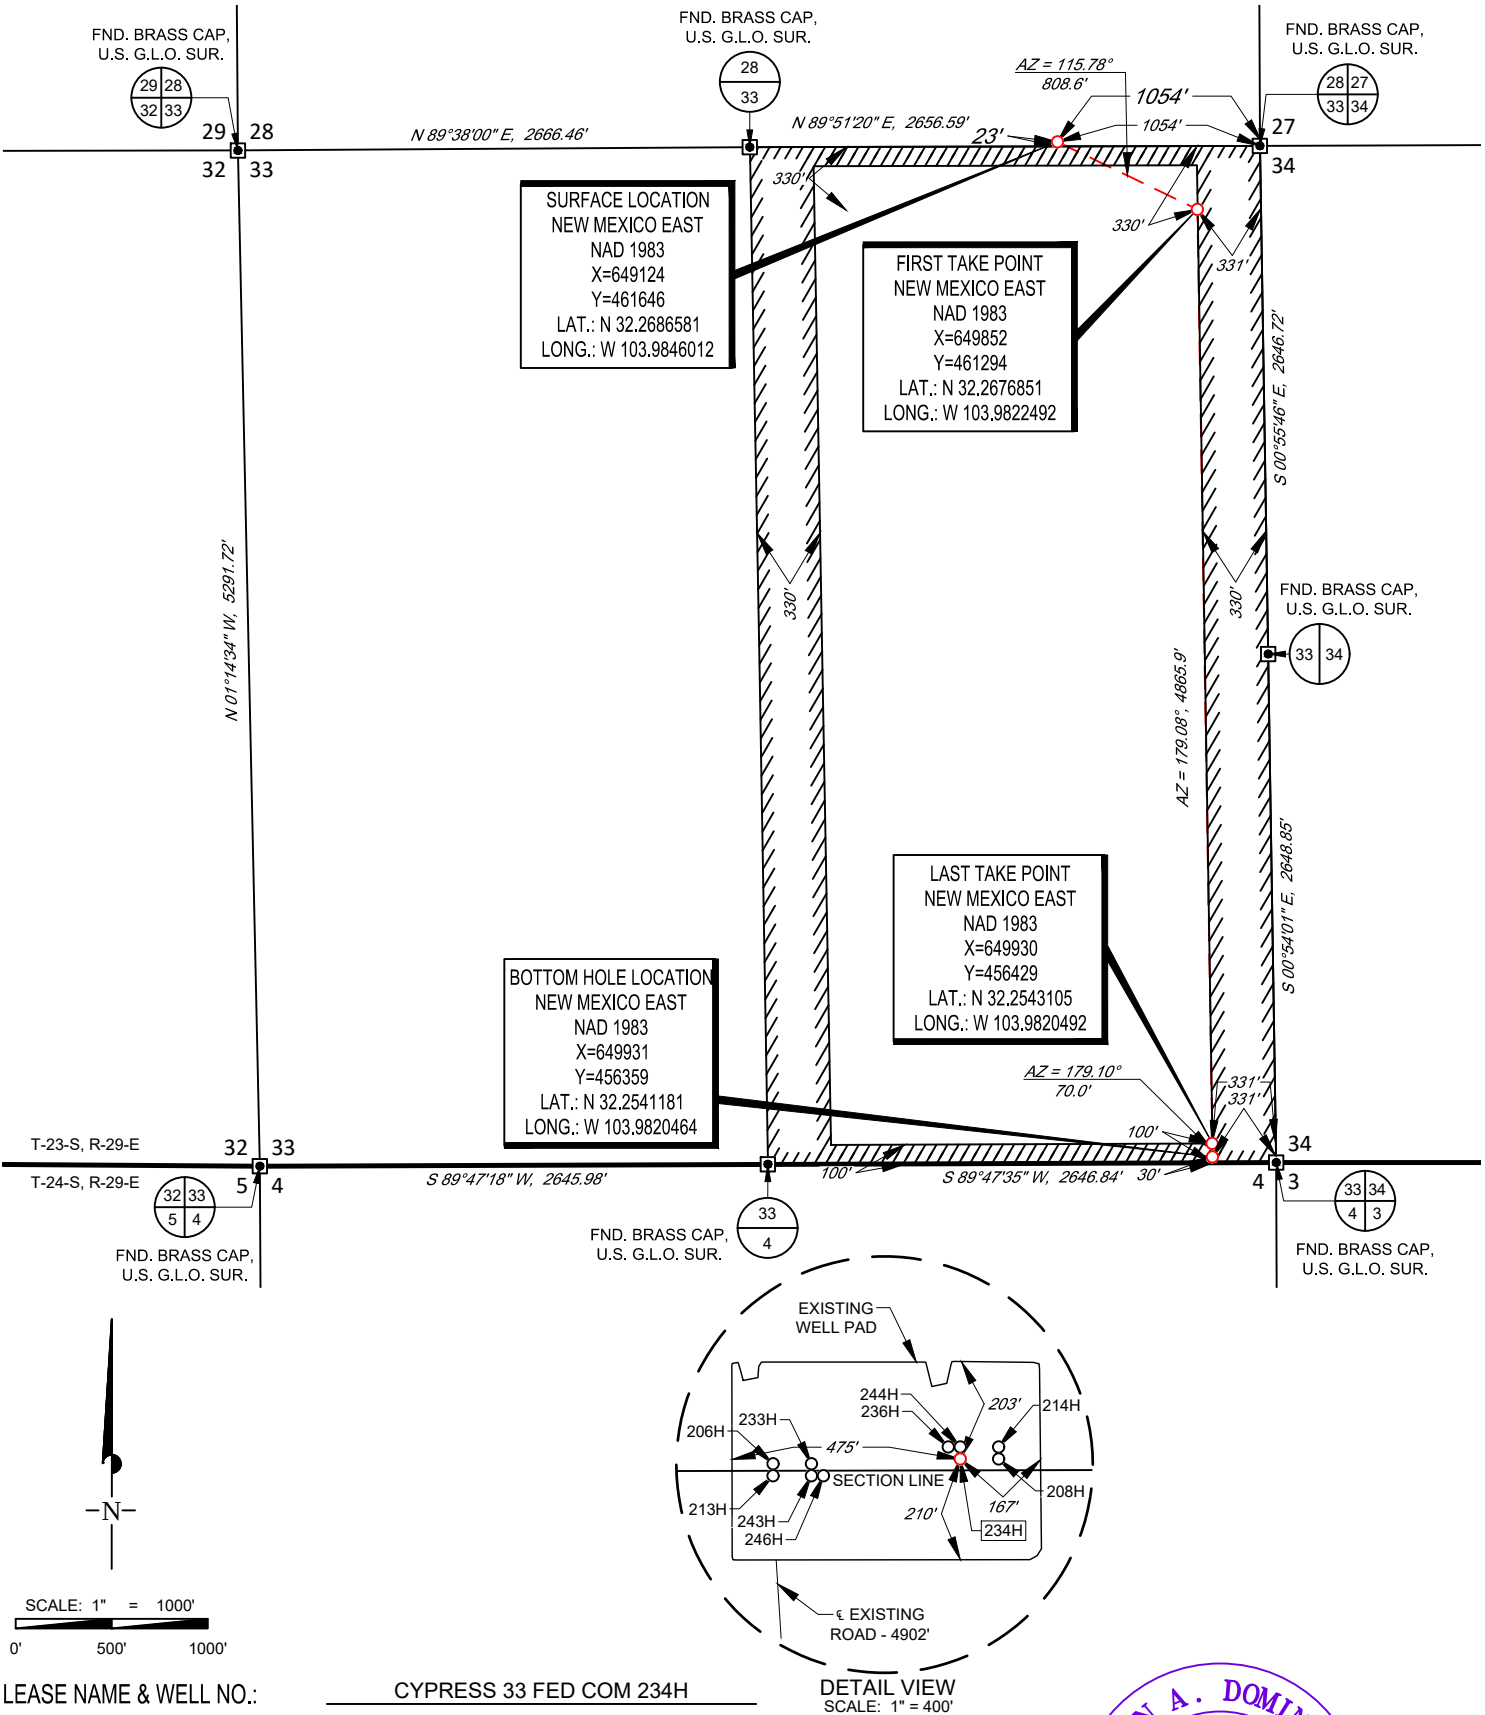 FND. BRASS CAP,
U.S. G.L.O. SUR.
29 28
32 33
FND. BRASS CAP,
U.S. G.L.O. SUR.
28
33
FND. BRASS CAP,
U.S. G.L.O. SUR.
28 27
33 34
AZ = 115.78°
808.6'
1054'
1054'
23'
29 28
32 33
N 89°38'00" E, 2666.46'
N 89°51'20" E, 2656.59'
27
34
330'
330'
331'
SURFACE LOCATION
NEW MEXICO EAST
NAD 1983
X=649124
Y=461646
LAT.: N 32.2686581
LONG.: W 103.9846012
FIRST TAKE POINT
NEW MEXICO EAST
NAD 1983
X=649852
Y=461294
LAT.: N 32.2676851
LONG.: W 103.9822492
S 00°55'46" E, 2646.72'
N 01°14'34" W, 5291.72'
330'
330'
FND. BRASS CAP,
U.S. G.L.O. SUR.
33 34
AZ = 179.08°, 4865.9'
S 00°54'01" E, 2648.85'
LAST TAKE POINT
NEW MEXICO EAST
NAD 1983
X=649930
Y=456429
LAT.: N 32.2543105
LONG.: W 103.9820492
BOTTOM HOLE LOCATION
NEW MEXICO EAST
NAD 1983
X=649931
Y=456359
LAT.: N 32.2541181
LONG.: W 103.9820464
AZ = 179.10°
70.0'
331'
331'
100'
100'
30'
T-23-S, R-29-E
T-24-S, R-29-E
32 33
5 4
S 89°47'18" W, 2645.98'
S 89°47'35" W, 2646.84'
34
4 3
32 33
5 4
FND. BRASS CAP,
U.S. G.L.O. SUR.
FND. BRASS CAP,
U.S. G.L.O. SUR.
33
4
33 34
4 3
FND. BRASS CAP,
U.S. G.L.O. SUR.
EXISTING
WELL PAD
244H
236H
203'
214H
206H
233H
475'
SECTION LINE
213H
243H
246H
210'
167'
208H
234H
℄ EXISTING
ROAD - 4902'
DETAIL VIEW
SCALE: 1" = 400'
N
SCALE: 1" = 1000'
0' 500' 1000'
LEASE NAME & WELL NO.: CYPRESS 33 FED COM 234H
A. DOMIN